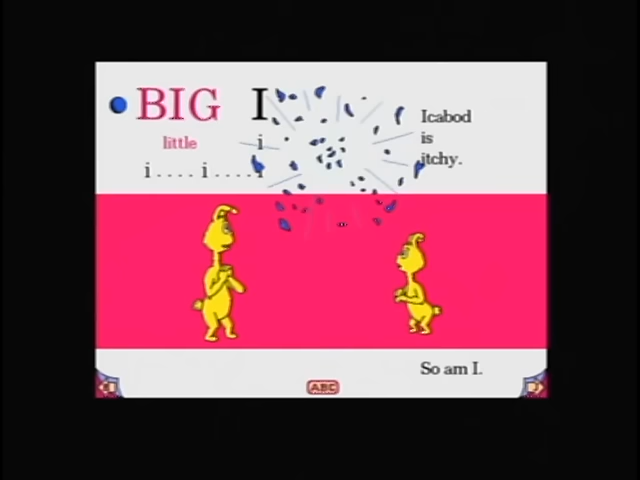 BIG I
little i
i . . . . i . . . . i
Icabod
is
itchy.
So am I.
ABC